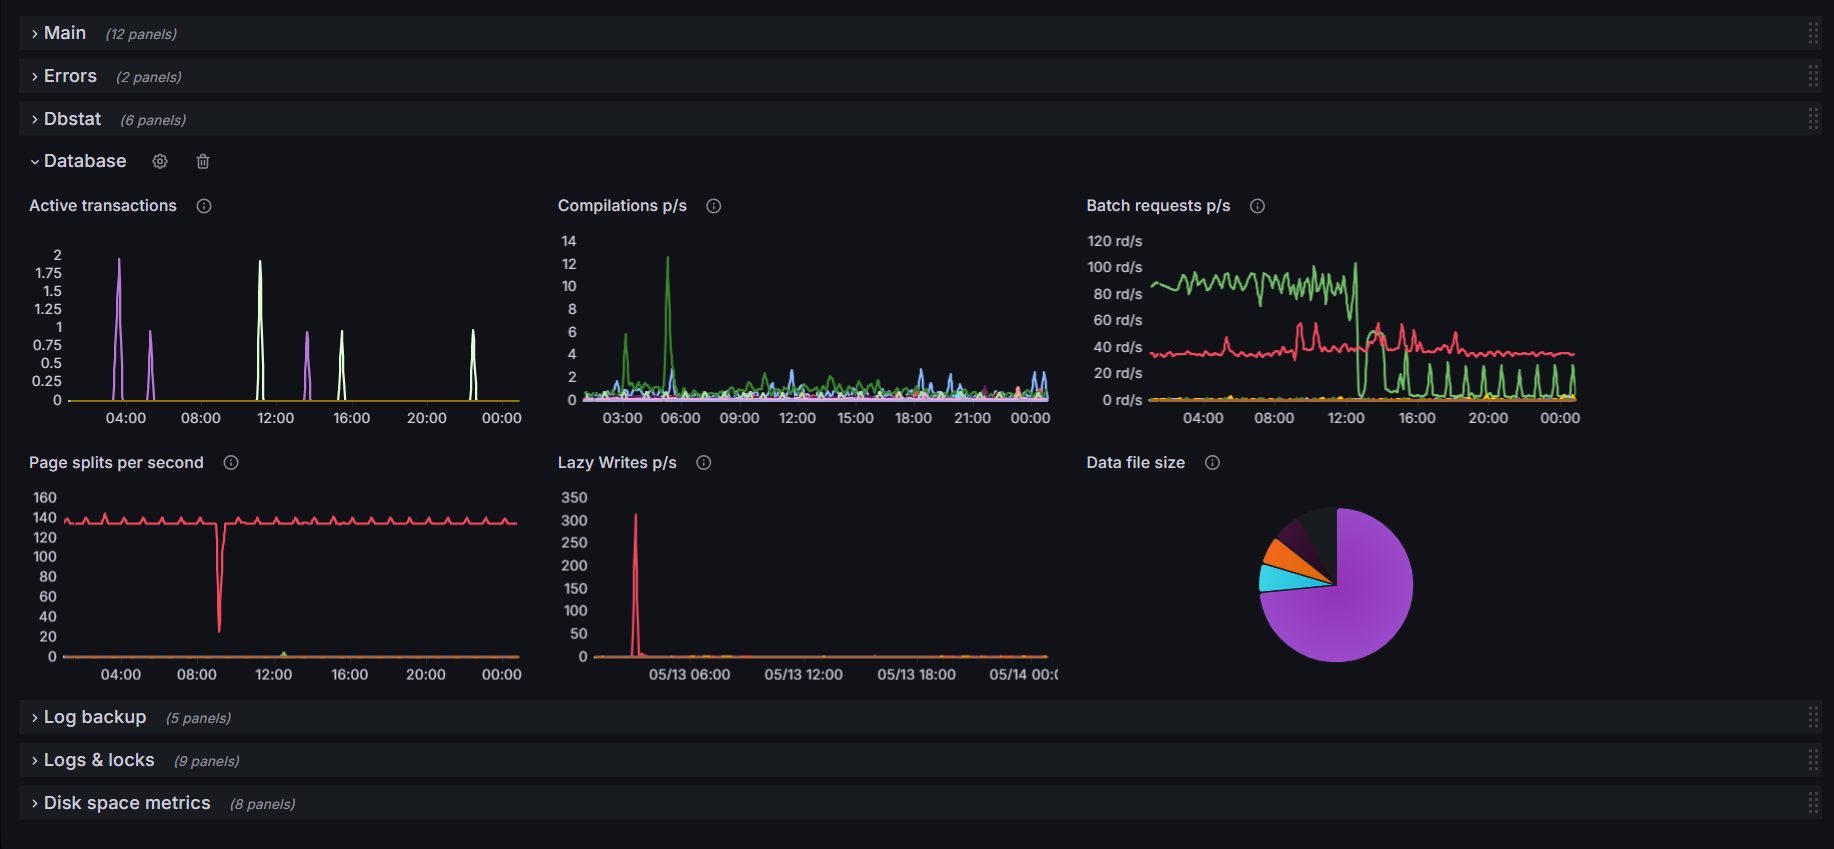 Main (12 panels)
Errors (2 panels)
Dbstat (6 panels)
Database
Active transactions
2
1.75
1.5
1.25
1
0.75
0.5
0.25
0
04:00 08:00 12:00 16:00 20:00 00:00
Compilations p/s
14
12
10
8
6
4
2
0
03:00 06:00 09:00 12:00 15:00 18:00 21:00 00:00
Batch requests p/s
120 rd/s
100 rd/s
80 rd/s
60 rd/s
40 rd/s
20 rd/s
0 rd/s
04:00 08:00 12:00 16:00 20:00 00:00
Page splits per second
160
140
120
100
80
60
40
20
0
04:00 08:00 12:00 16:00 20:00 00:00
Lazy Writes p/s
350
300
250
200
150
100
50
0
05/13 06:00 05/13 12:00 05/13 18:00 05/14 00:(
Data file size
Log backup (5 panels)
Logs & locks (9 panels)
Disk space metrics (8 panels)